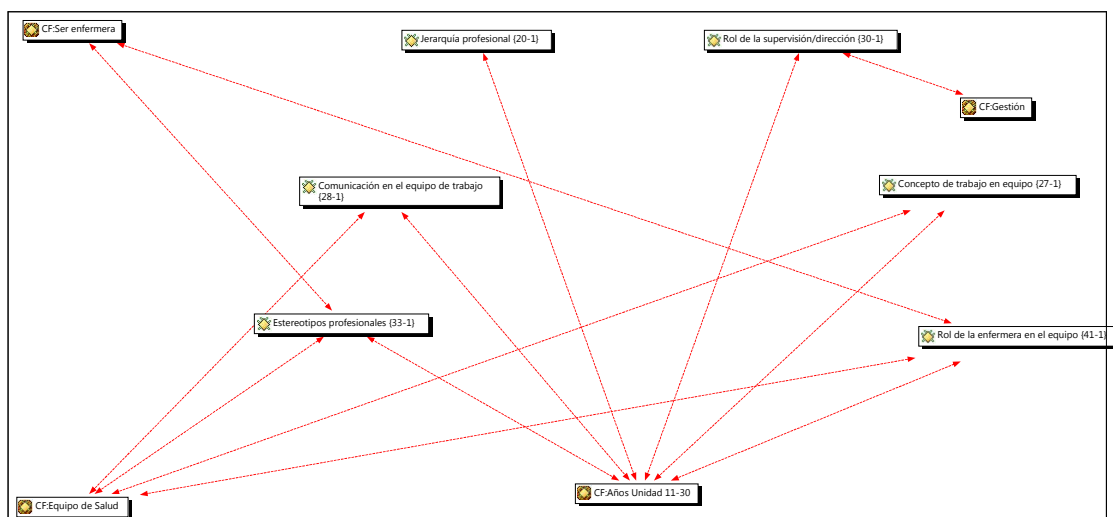 CF:Ser enfermera
Jerarquía profesional {20-1}
Rol de la supervisión/dirección {30-1}
CF:Gestión
Comunicación en el equipo de trabajo
{28-1}
Concepto de trabajo en equipo {27-1}
Estereotipos profesionales {33-1}
Rol de la enfermera en el equipo {41-1}
CF:Equipo de Salud
CF:Años Unidad 11-30